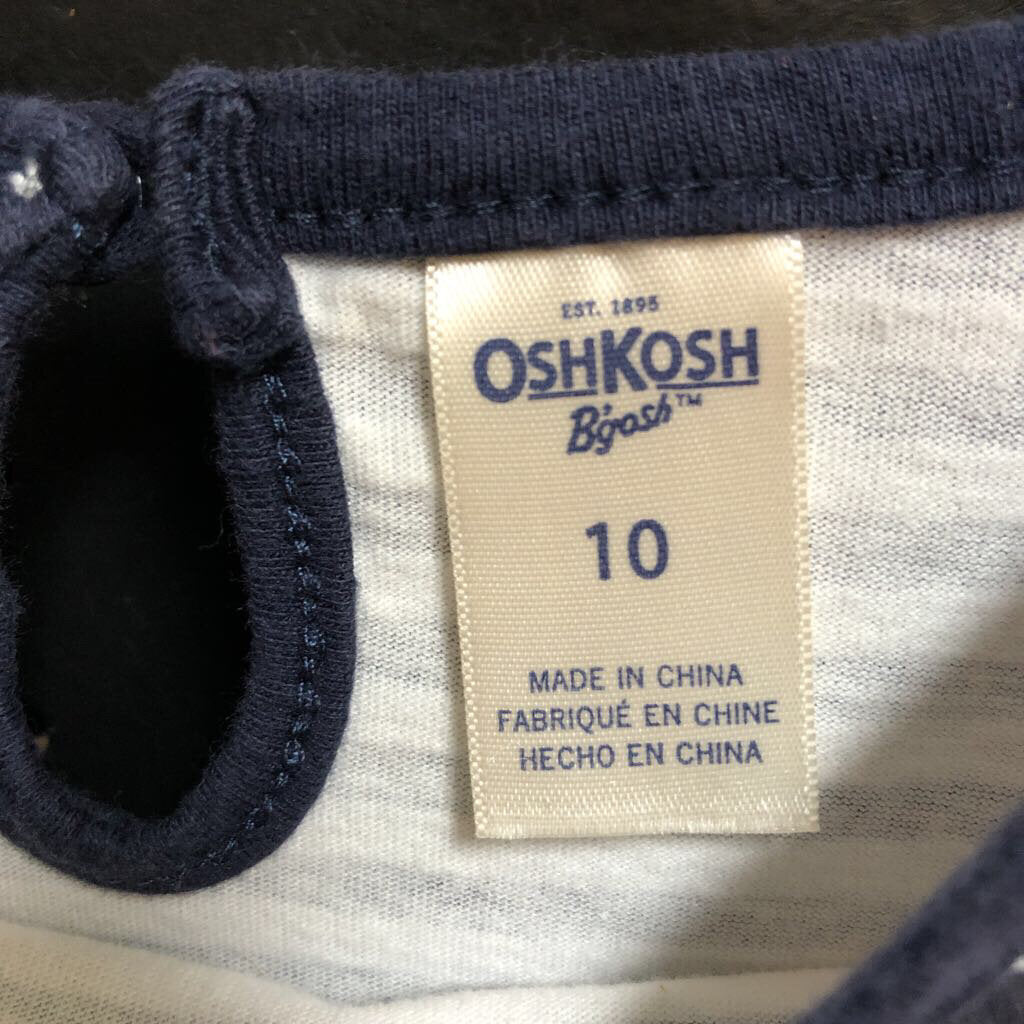 EST. 1895
OSHKOSH
B'gosh™
10
MADE IN CHINA
FABRIQUÉ EN CHINE
HECHO EN CHINA